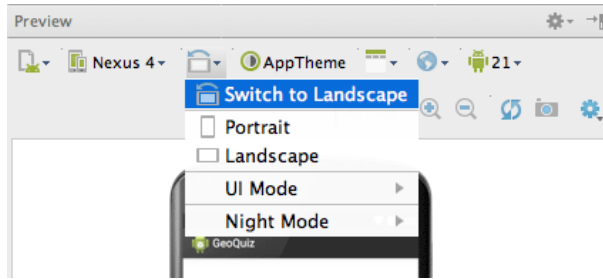 Preview
Nexus 4 AppTheme 21
Switch to Landscape
Portrait
Landscape
UI Mode
Night Mode
GeoQuiz